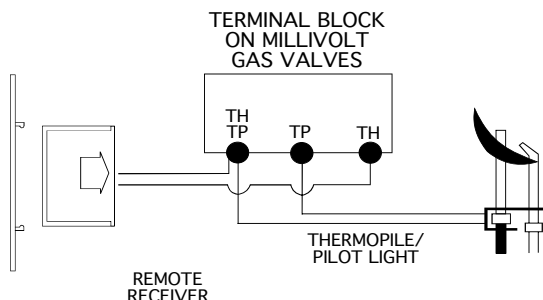 TERMINAL BLOCK
ON MILLIVOLT
GAS VALVES
TH
TP
TP
TH
THERMOPILE/
PILOT LIGHT
REMOTE
RECEIVER